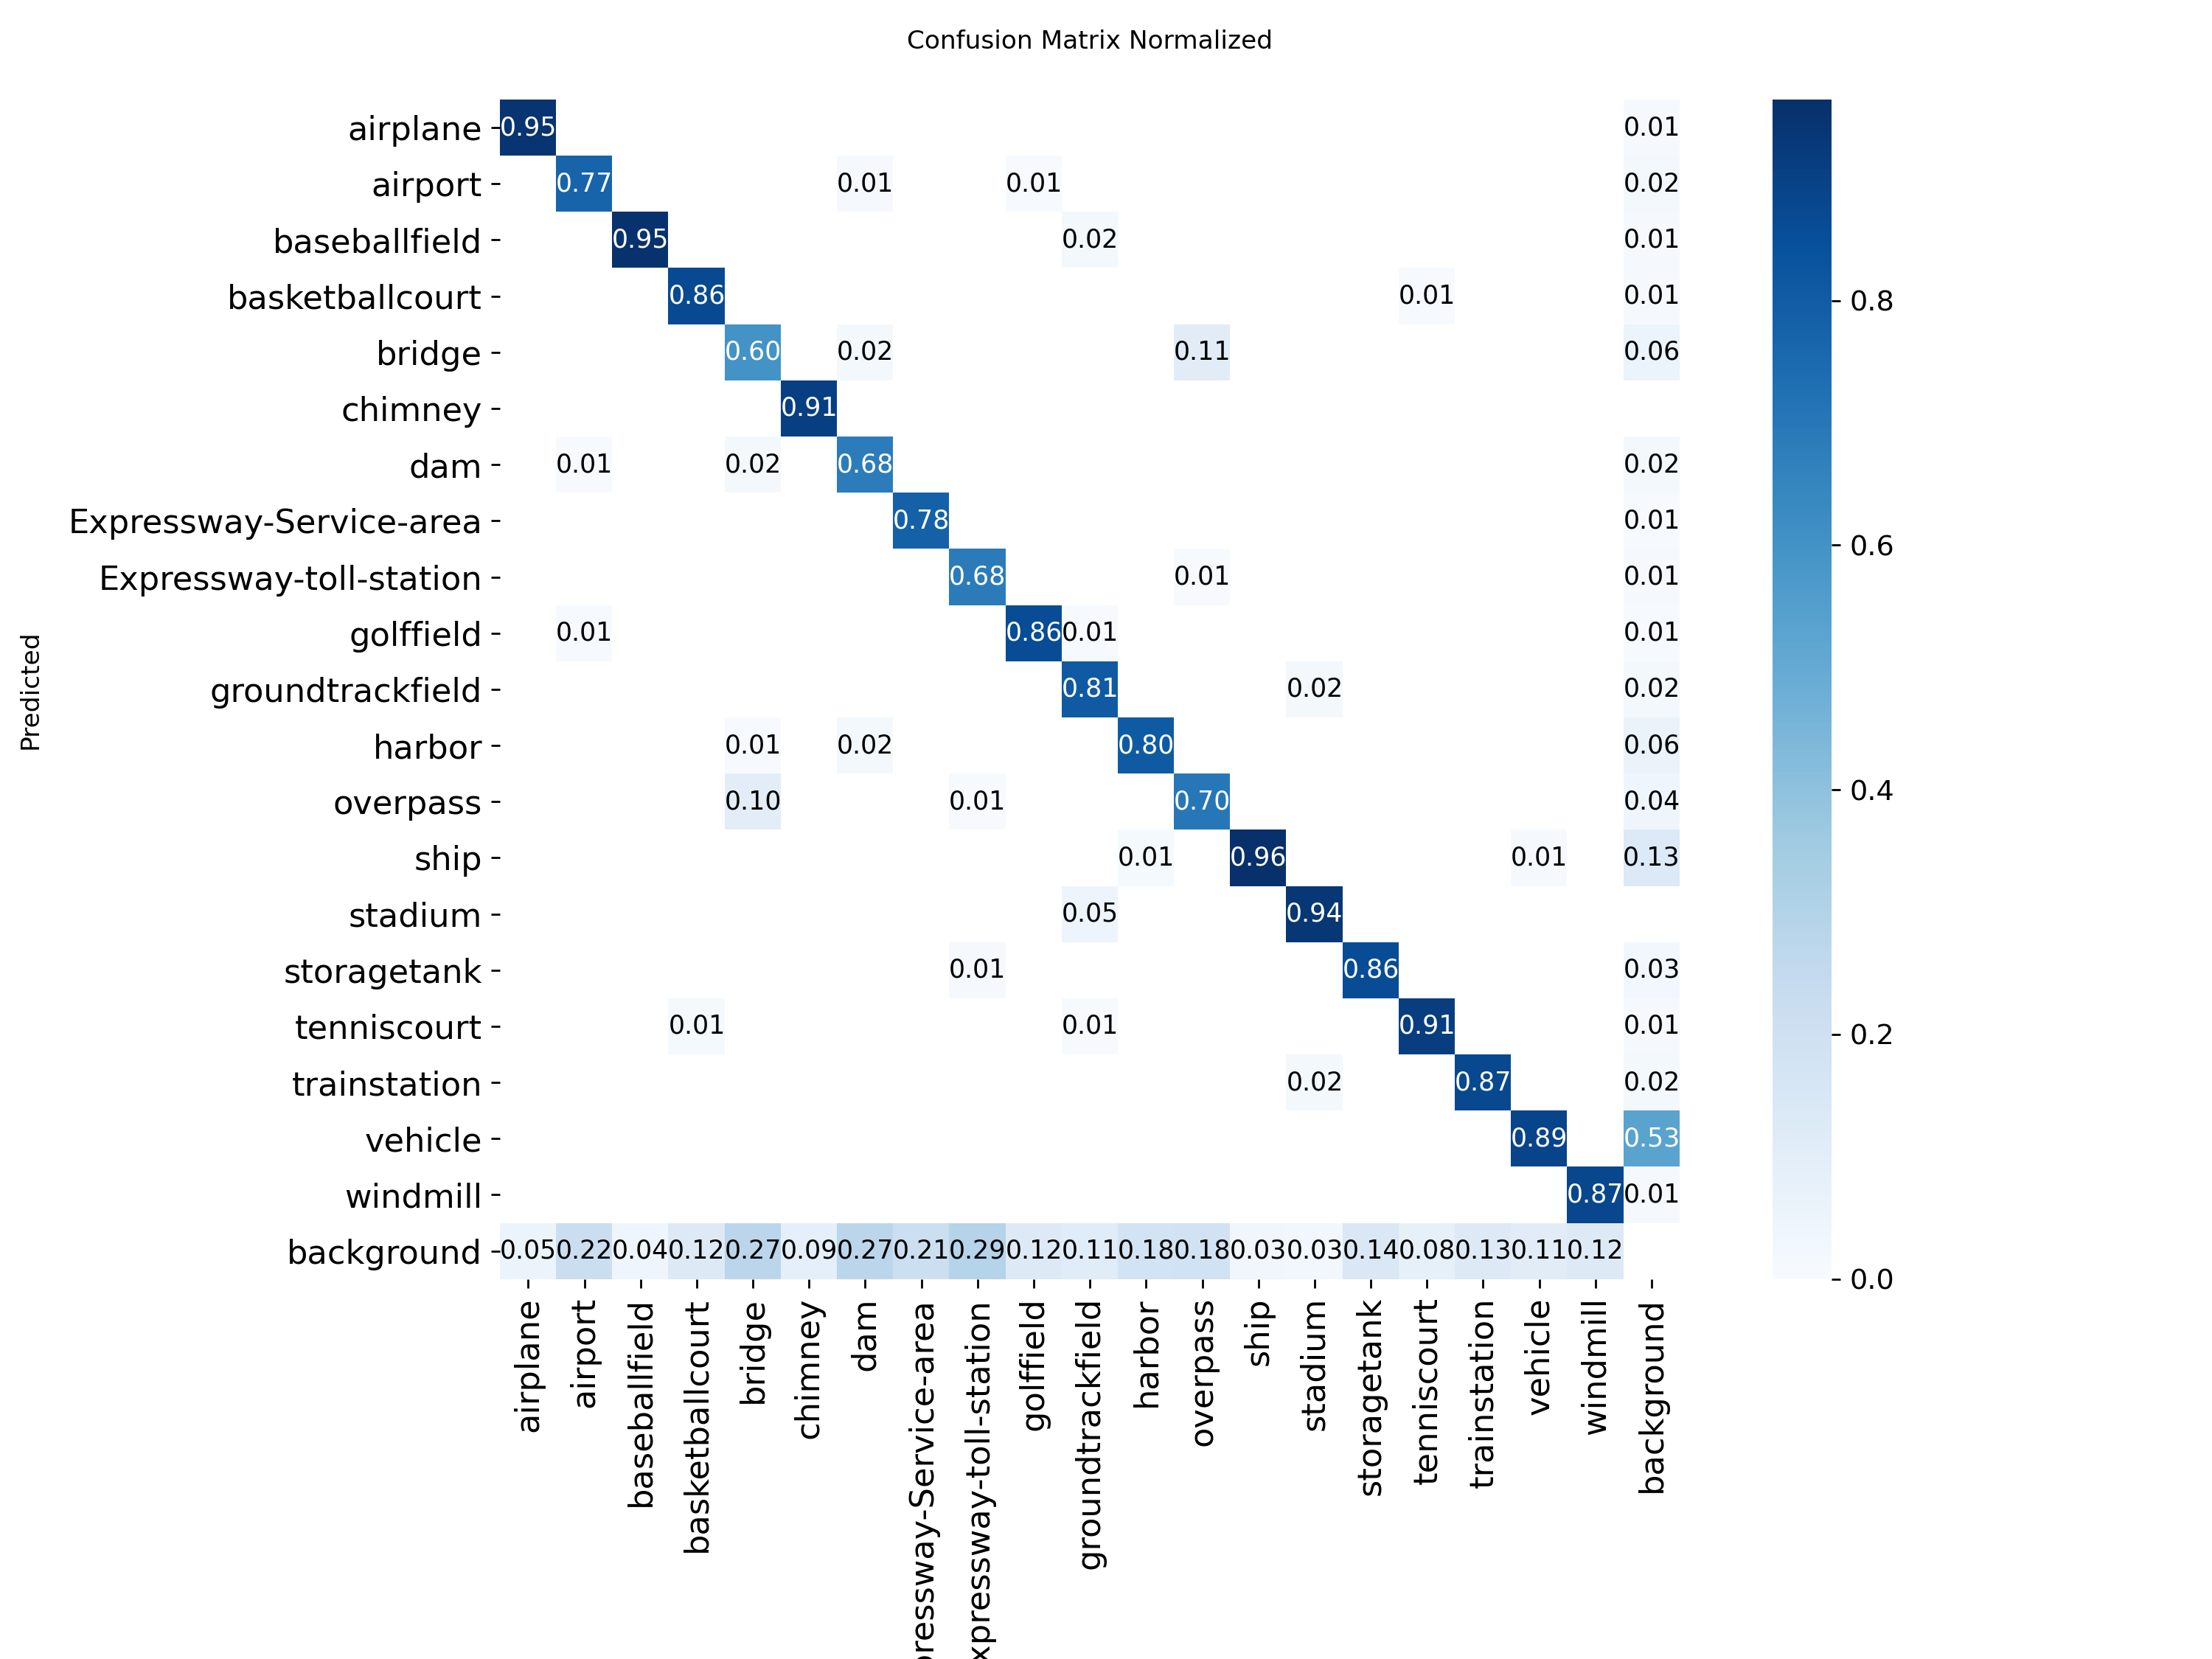 Confusion Matrix Normalized
airplane 0.95 0.01
airport 0.77 0.01 0.01 0.02
baseballfield 0.95 0.02 0.01
basketballcourt 0.86 0.01 0.01
bridge 0.60 0.02 0.11 0.06
chimney 0.91
dam 0.01 0.02 0.68 0.02
Expressway-Service-area 0.78 0.01
Expressway-toll-station 0.68 0.01 0.01
golffield 0.01 0.86 0.01 0.01
groundtrackfield 0.81 0.02 0.02
harbor 0.01 0.02 0.80 0.06
overpass 0.10 0.01 0.70 0.04
ship 0.01 0.96 0.01 0.13
stadium 0.05 0.94
storagetank 0.01 0.86 0.03
tenniscourt 0.01 0.01 0.91 0.01
trainstation 0.02 0.87 0.02
vehicle 0.89 0.53
windmill 0.87 0.01
background 0.05 0.22 0.04 0.12 0.27 0.09 0.27 0.21 0.29 0.12 0.11 0.18 0.18 0.03 0.03 0.14 0.08 0.13 0.11 0.12
Predicted
airplane
airport
baseballfield
basketballcourt
bridge
chimney
dam
pressway-Service-area
xpressway-toll-station
golffield
groundtrackfield
harbor
overpass
ship
stadium
storagetank
tenniscourt
trainstation
vehicle
windmill
background
0.8
0.6
0.4
0.2
0.0